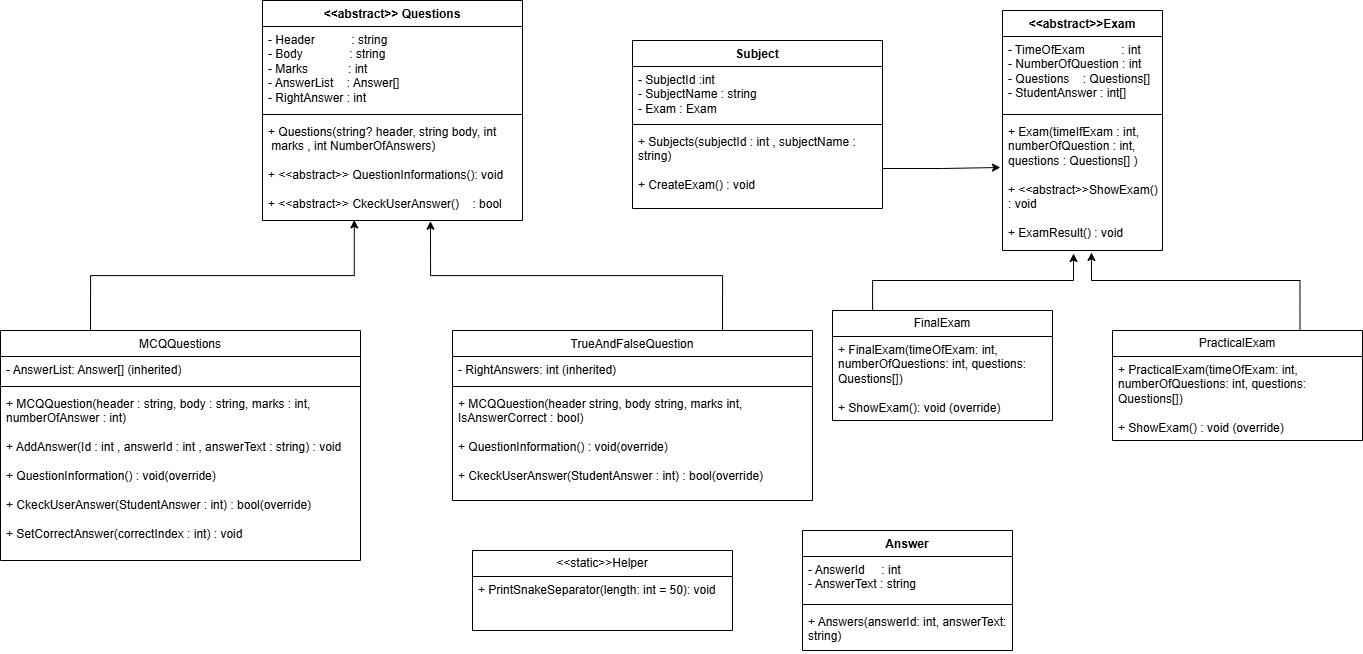 <<abstract>> Questions
- Header : string
- Body : string
- Marks : int
- AnswerList : Answer[]
- RightAnswer : int
+ Questions(string? header, string body, int
marks , int NumberOfAnswers)
+ <<abstract>> QuestionInformations(): void
+ <<abstract>> CkeckUserAnswer() : bool
Subject
- SubjectId :int
- SubjectName : string
- Exam : Exam
+ Subjects(subjectId : int , subjectName :
string)
+ CreateExam() : void
<<abstract>>Exam
- TimeOfExam : int
- NumberOfQuestion : int
- Questions : Questions[]
- StudentAnswer : int[]
+ Exam(timeIfExam : int,
numberOfQuestion : int,
questions : Questions[] )
+ <<abstract>>ShowExam()
: void
+ ExamResult() : void
MCQQuestions
- AnswerList: Answer[] (inherited)
+ MCQQuestion(header : string, body : string, marks : int,
numberOfAnswer : int)
+ AddAnswer(Id : int , answerId : int , answerText : string) : void
+ QuestionInformation() : void(override)
+ CkeckUserAnswer(StudentAnswer : int) : bool(override)
+ SetCorrectAnswer(correctIndex : int) : void
TrueAndFalseQuestion
- RightAnswers: int (inherited)
+ MCQQuestion(header string, body string, marks int,
IsAnswerCorrect : bool)
+ QuestionInformation() : void(override)
+ CkeckUserAnswer(StudentAnswer : int) : bool(override)
FinalExam
+ FinalExam(timeOfExam: int,
numberOfQuestions: int, questions:
Questions[])
+ ShowExam(): void (override)
PracticalExam
+ PracticalExam(timeOfExam: int,
numberOfQuestions: int, questions:
Questions[])
+ ShowExam() : void (override)
<<static>>Helper
+ PrintSnakeSeparator(length: int = 50): void
Answer
- AnswerId : int
- AnswerText : string
+ Answers(answerId: int, answerText:
string)